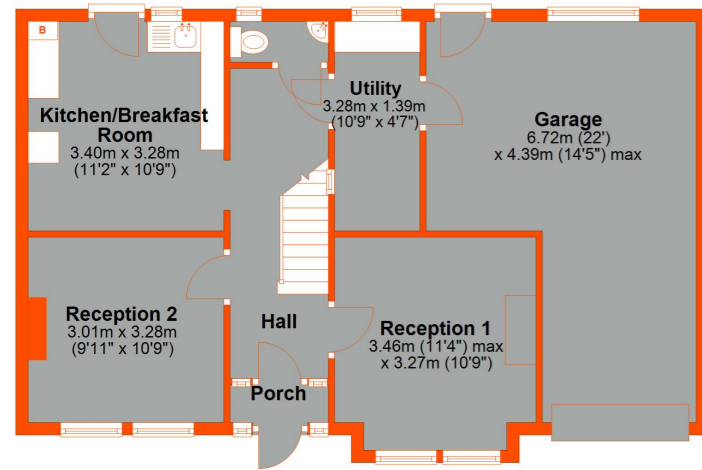 B
Kitchen/Breakfast
Room
3.40m x 3.28m
(11'2" x 10'9")
Utility
3.28m x 1.39m
(10'9" x 4'7")
Garage
6.72m (22')
x 4.39m (14'5") max
Reception 2
3.01m x 3.28m
(9'11" x 10'9")
Hall
Reception 1
3.46m (11'4") max
x 3.27m (10'9")
Porch